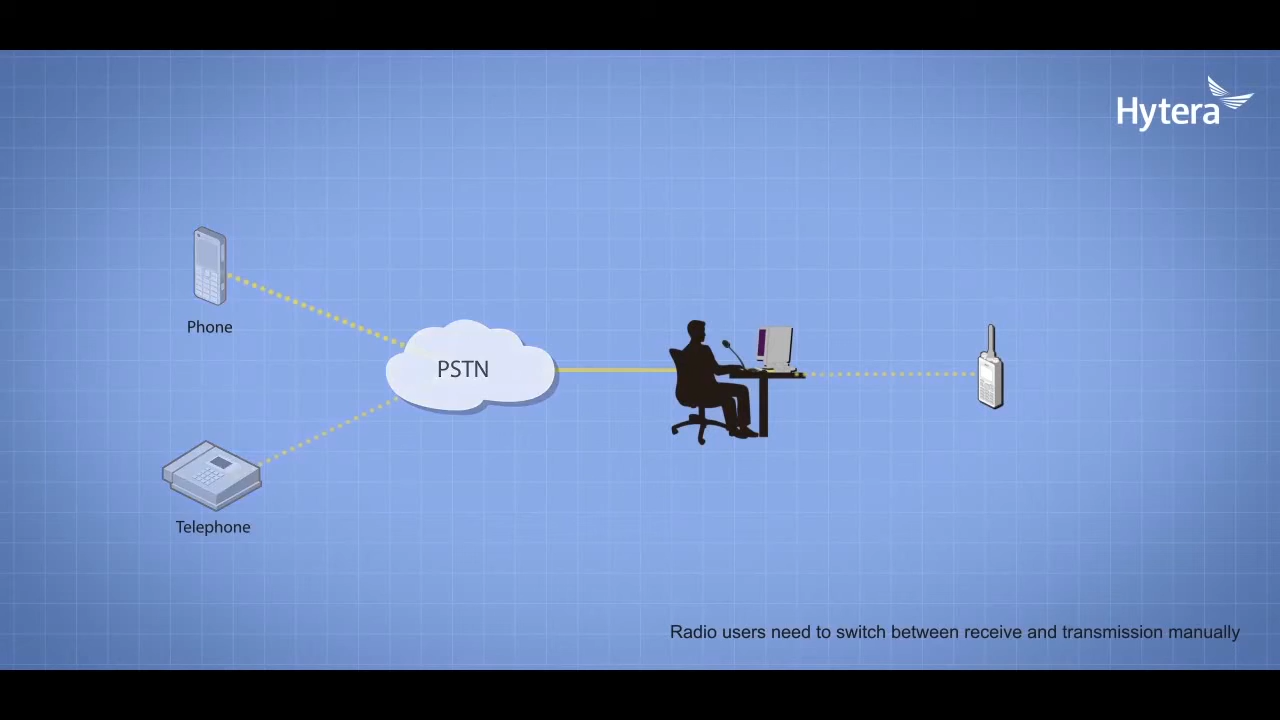 Hytera
Phone
PSTN
Telephone
Radio users need to switch between receive and transmission manually